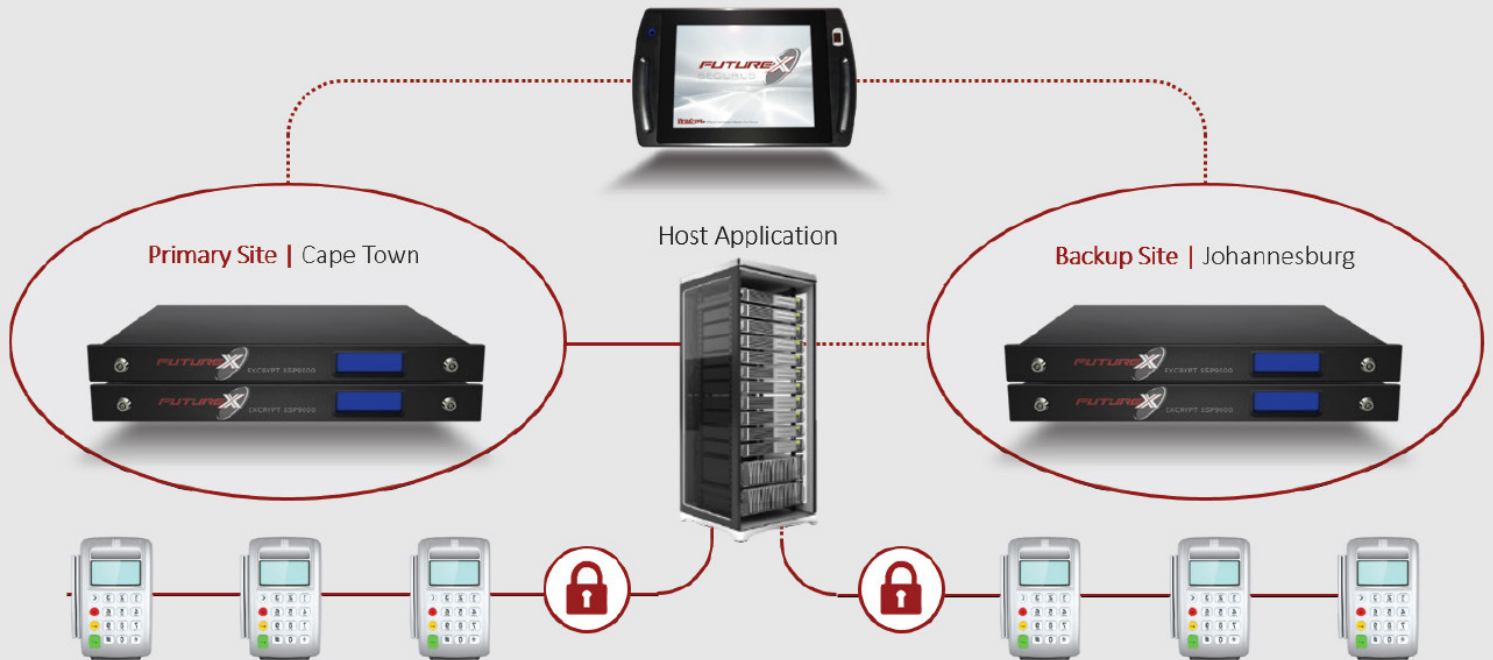 FUTUREX
SECURUS
Host Application
Primary Site | Cape Town
Backup Site | Johannesburg
FUTUREX
EXCRYPT SSP9000
FUTUREX
EXCRYPT SSP9000
FUTUREX
EXCRYPT SSP9000
FUTUREX
EXCRYPT SSP9000